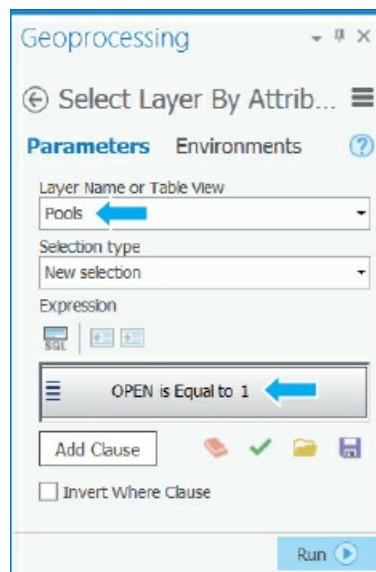 Geoprocessing
Select Layer By Attrib...
Parameters Environments ?
Layer Name or Table View
Pools
Selection type
New selection
Expression
SQL
OPEN is Equal to 1
Add Clause
Invert Where Clause
Run